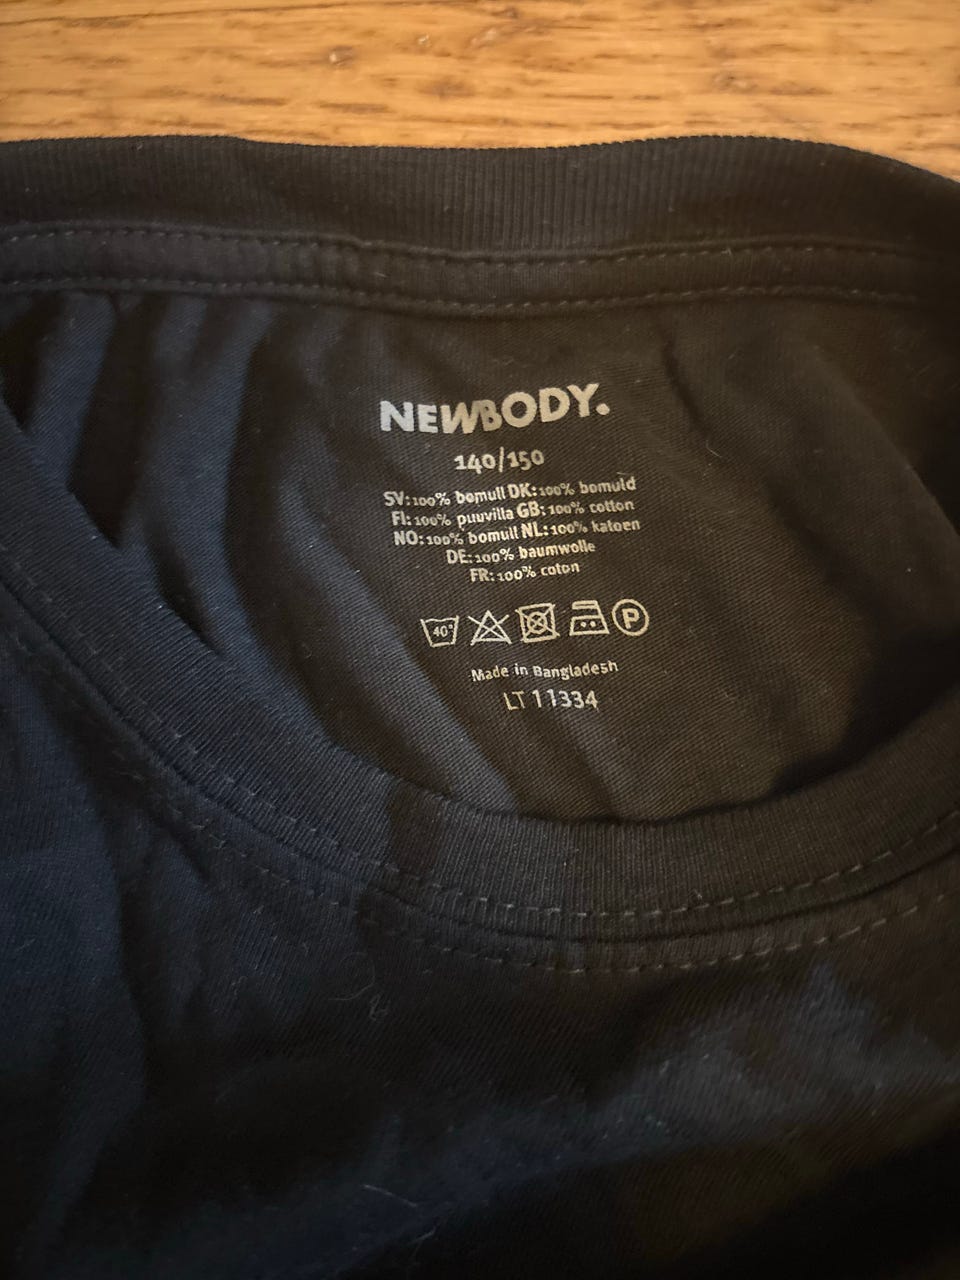 NEWBODY.
140/150
SV:100% bomull DK:100% bomuld
FI: 100% puuvilla GB: 100% cotton
NO:100% bomull NL:100% katoen
DE:100% baumwolle
FR:100% coton
40° P
Made in Bangladesh
LT 11334